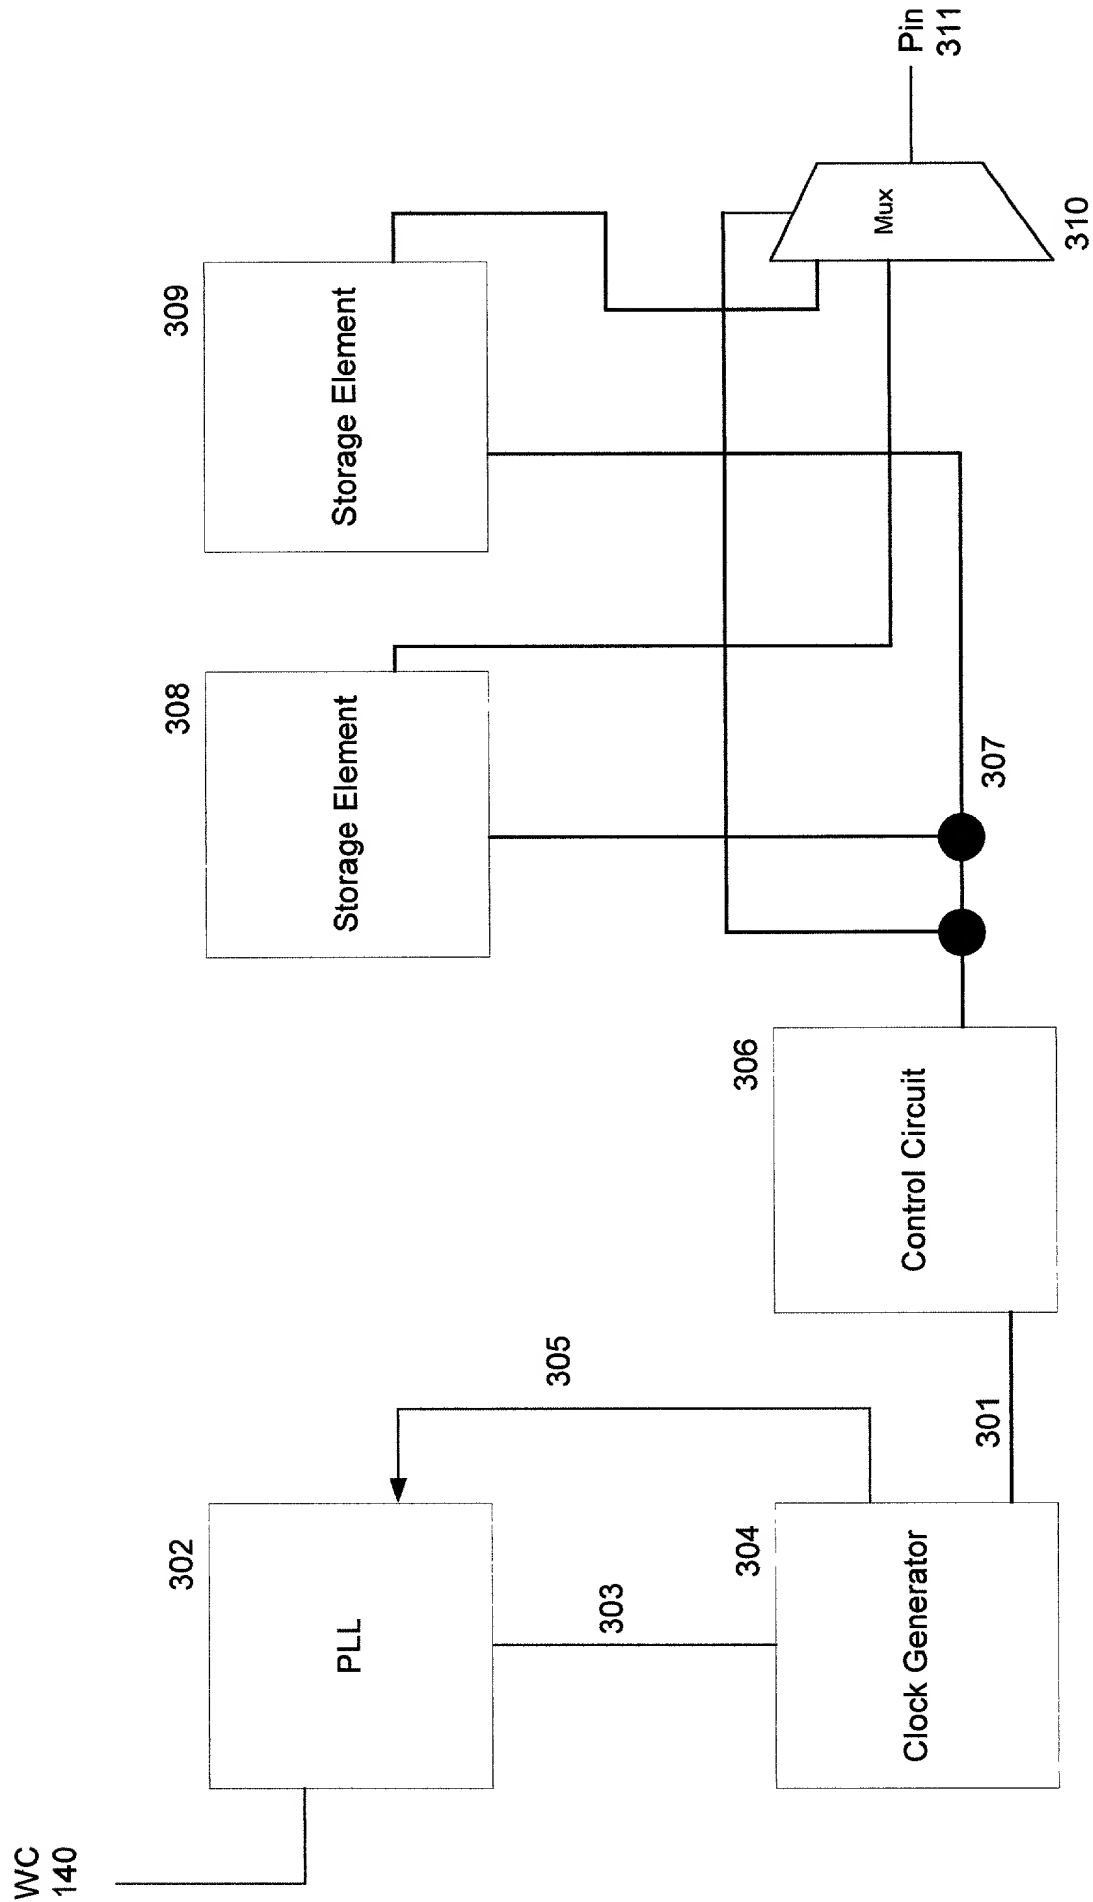 WC
140
302
PLL
303
304
Clock Generator
305
301
306
Control Circuit
307
308
Storage Element
309
Storage Element
Mux
310
Pin
311